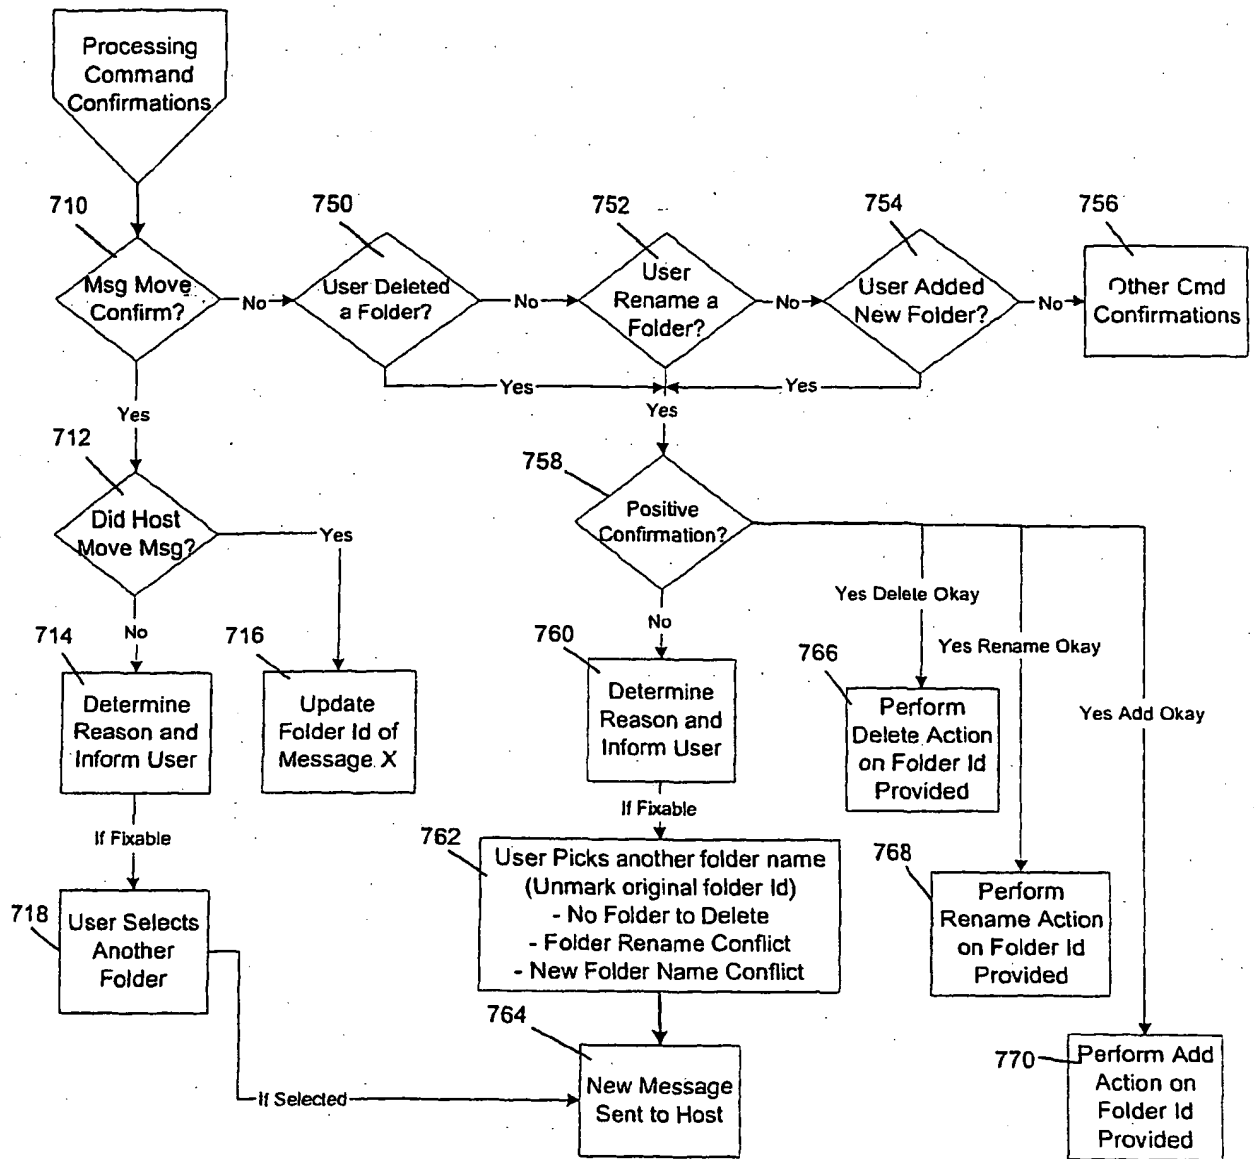 Processing
Command
Confirmations
710
Msg Move
Confirm?
No
750
User Deleted
a Folder?
No
752
User
Rename a
Folder?
No
754
User Added
New Folder?
No
756
Other Cmd
Confirmations
Yes
Yes
Yes
Yes
712
Did Host
Move Msg?
Yes
No
714
Determine
Reason and
Inform User
716
Update
Folder Id of
Message X
If Fixable
718
User Selects
Another
Folder
If Selected
758
Positive
Confirmation?
No
760
Determine
Reason and
Inform User
If Fixable
762
User Picks another folder name
(Unmark original folder Id)
- No Folder to Delete
- Folder Rename Conflict
- New Folder Name Conflict
764
New Message
Sent to Host
Yes Delete Okay
766
Perform
Delete Action
on Folder Id
Provided
Yes Rename Okay
768
Perform
Rename Action
on Folder Id
Provided
Yes Add Okay
770
Perform Add
Action on
Folder Id
Provided